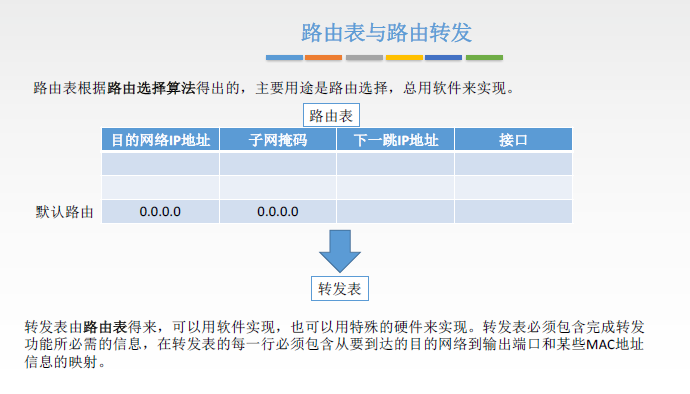 路由表与路由转发
路由表根据路由选择算法得出的，主要用途是路由选择，总用软件来实现。
路由表
目的网络IP地址 子网掩码 下一跳IP地址 接口
默认路由 0.0.0.0 0.0.0.0
转发表
转发表由路由表得来，可以用软件实现，也可以用特殊的硬件来实现。转发表必须包含完成转发
功能所必需的信息，在转发表的每一行必须包含从要到达的目的网络到输出端口和某些MAC地址
信息的映射。